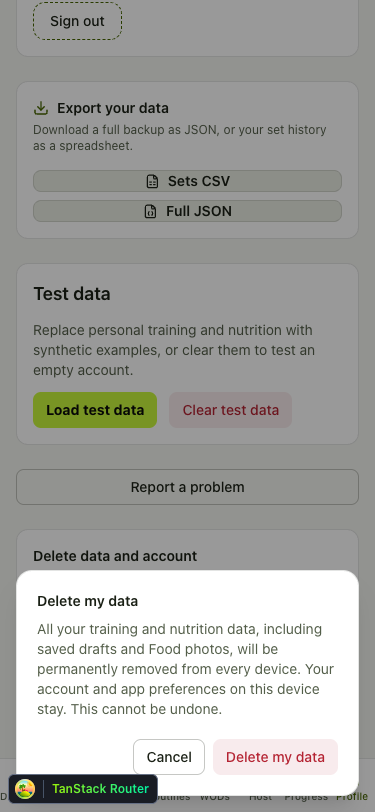 Sign out
Export your data
Download a full backup as JSON, or your set history
as a spreadsheet.
Sets CSV
Full JSON
Test data
Replace personal training and nutrition with
synthetic examples, or clear them to test an
empty account.
Load test data
Clear test data
Report a problem
Delete data and account
Delete my data
All your training and nutrition data, including
saved drafts and Food photos, will be
permanently removed from every device. Your
account and app preferences on this device
stay. This cannot be undone.
Cancel
Delete my data
TanStack Router
WODs
Profile